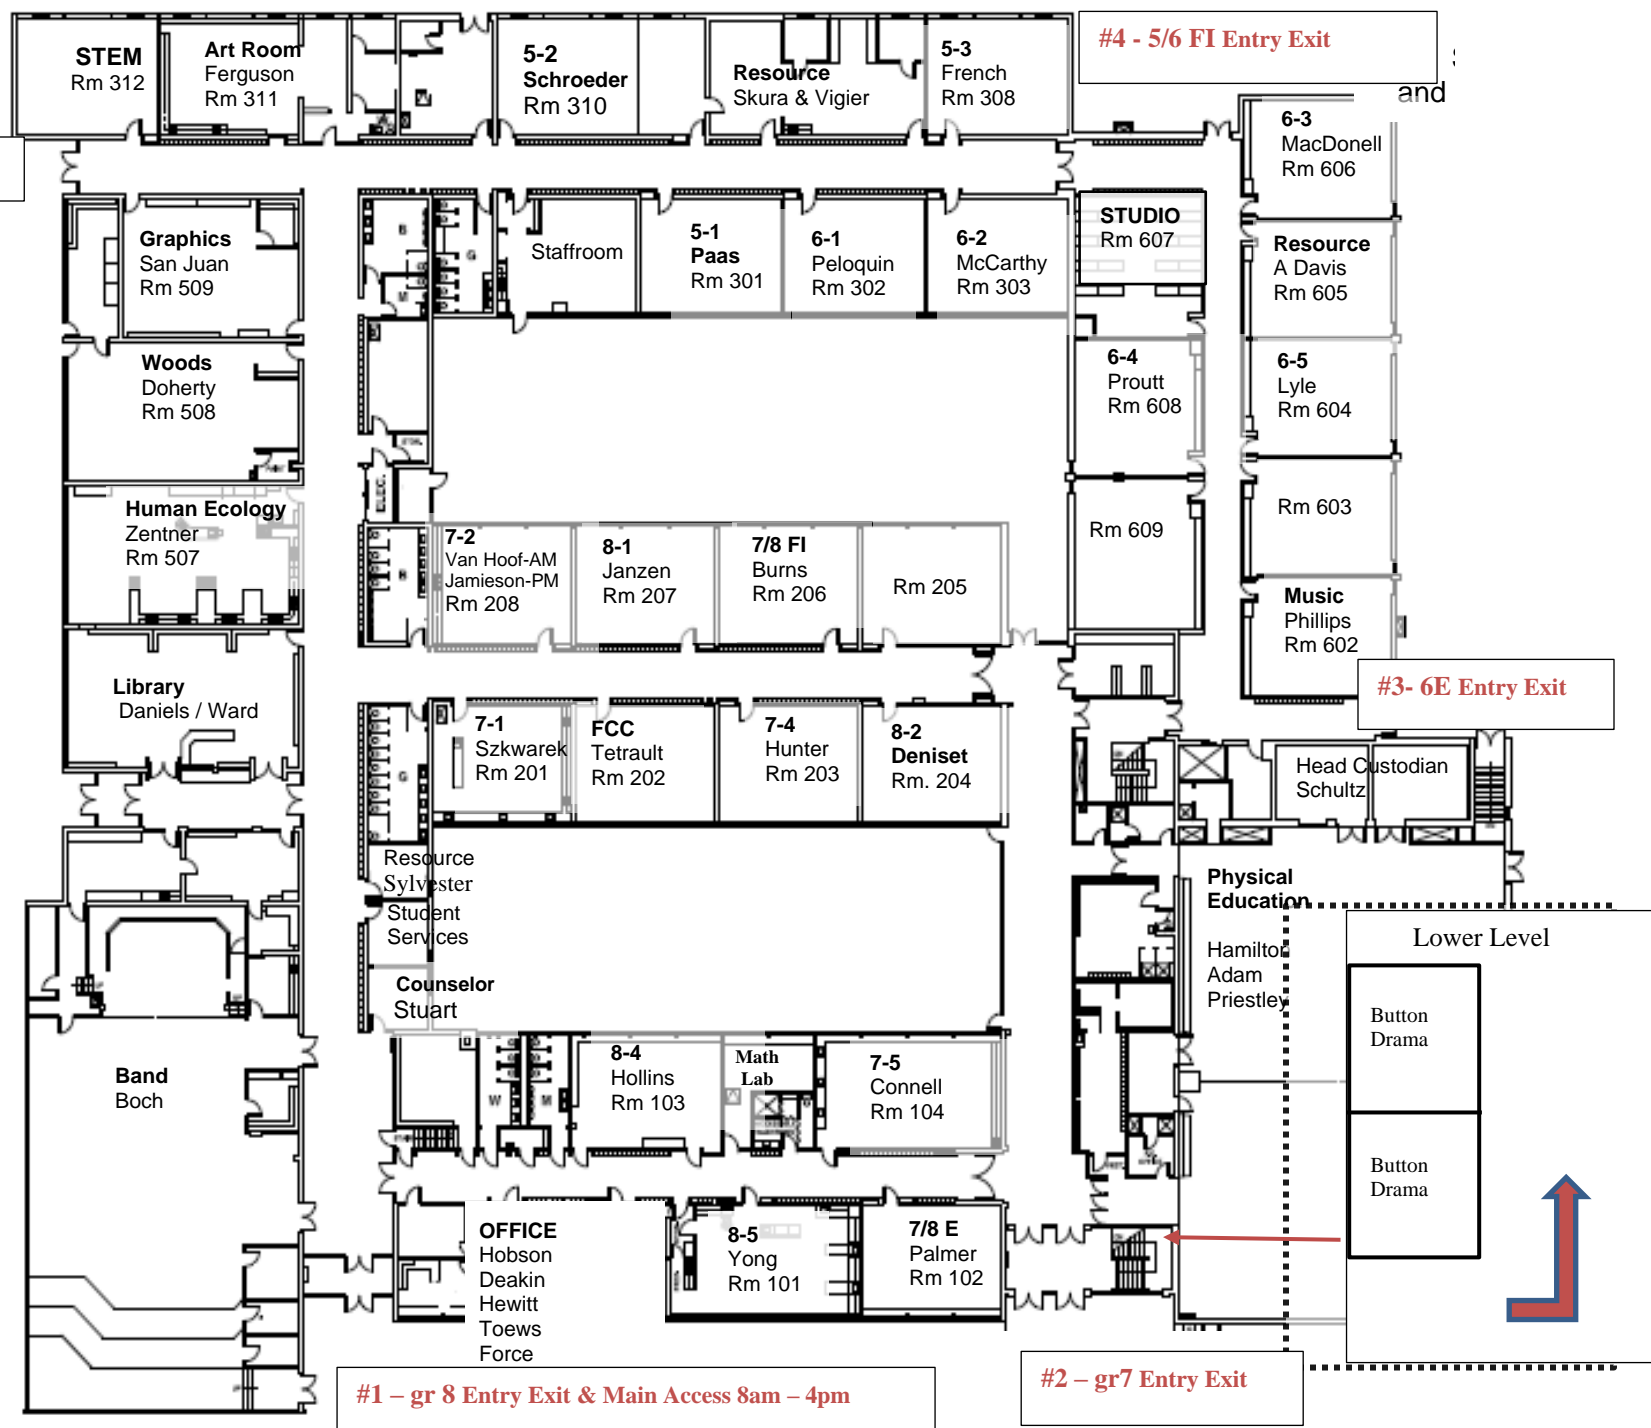 #4 - 5/6 FI Entry Exit
and
STEM
Rm 312
Art Room
Ferguson
Rm 311
5-2
Schroeder
Rm 310
Resource
Skura & Vigier
5-3
French
Rm 308
6-3
MacDonell
Rm 606
Graphics
San Juan
Rm 509
B
M
G
Staffroom
5-1
Paas
Rm 301
6-1
Peloquin
Rm 302
6-2
McCarthy
Rm 303
STUDIO
Rm 607
Resource
A Davis
Rm 605
Woods
Doherty
Rm 508
6-4
Proutt
Rm 608
6-5
Lyle
Rm 604
ELEC.
Human Ecology
Zentner
Rm 507
B
7-2
Van Hoof-AM
Jamieson-PM
Rm 208
8-1
Janzen
Rm 207
7/8 FI
Burns
Rm 206
Rm 205
Rm 609
Rm 603
Music
Phillips
Rm 602
#3- 6E Entry Exit
Library
Daniels / Ward
G
7-1
Szkwarek
Rm 201
FCC
Tetrault
Rm 202
7-4
Hunter
Rm 203
8-2
Deniset
Rm. 204
Head Custodian
Schultz
Resource
Sylvester
Student
Services
Counselor
Stuart
Physical
Education
Hamilton
Adam
Priestley
Lower Level
Button
Drama
Button
Drama
Band
Boch
W
M
8-4
Hollins
Rm 103
Math
Lab
7-5
Connell
Rm 104
OFFICE
Hobson
Deakin
Hewitt
Toews
Force
8-5
Yong
Rm 101
7/8 E
Palmer
Rm 102
#1 – gr 8 Entry Exit & Main Access 8am – 4pm
#2 – gr7 Entry Exit